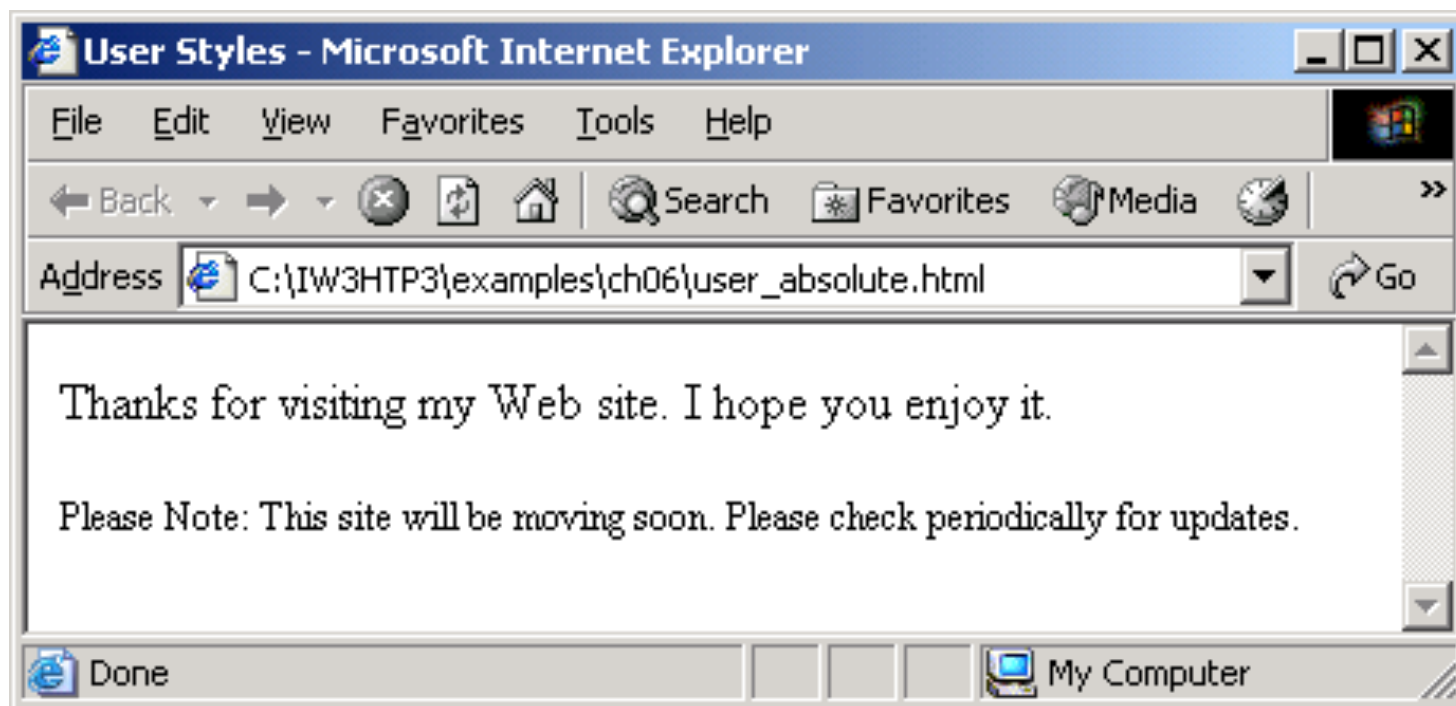 User Styles - Microsoft Internet Explorer
File Edit View Favorites Tools Help
Back Search Favorites Media »
Address C:\IW3HTP3\examples\ch06\user_absolute.html Go
Thanks for visiting my Web site. I hope you enjoy it.
Please Note: This site will be moving soon. Please check periodically for updates.
Done My Computer